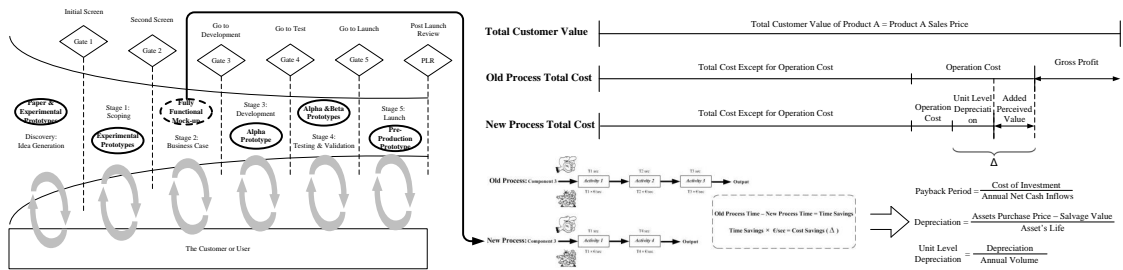 Initial Screen
Second Screen
Go to
Development
Go to Test
Go to Launch
Post Launch
Review
Gate 1
Gate 2
Gate 3
Gate 4
Gate 5
PLR
Paper &
Experimental
Prototypes
Stage 1:
Scoping
Fully
Functional
Mock-up
Stage 3:
Development
Alpha & Beta
Prototypes
Stage 5:
Launch
Discovery:
Idea Generation
Experimental
Prototypes
Stage 2:
Business Case
Alpha
Prototype
Stage 4:
Testing & Validation
Pre-
Production
Prototype
The Customer or User
Total Customer Value
Total Customer Value of Product A = Product A Sales Price
Old Process Total Cost
Total Cost Except for Operation Cost
Operation Cost
Gross Profit
New Process Total Cost
Total Cost Except for Operation Cost
Operation
Cost
Unit Level
Depreciati
on
Added
Perceived
Value
Δ
Old Process: Component 3
Activity 1
Activity 2
Activity 3
Output
New Process: Component 3
Activity 1
Activity 4
Output
Old Process Time – New Process Time = Time Savings
Time Savings × €/sec = Cost Savings (Δ)
Payback Period = Cost of Investment
Annual Net Cash Inflows
Depreciation = Assets Purchase Price – Salvage Value
Asset's Life
Unit Level
Depreciation = Depreciation
Annual Volume